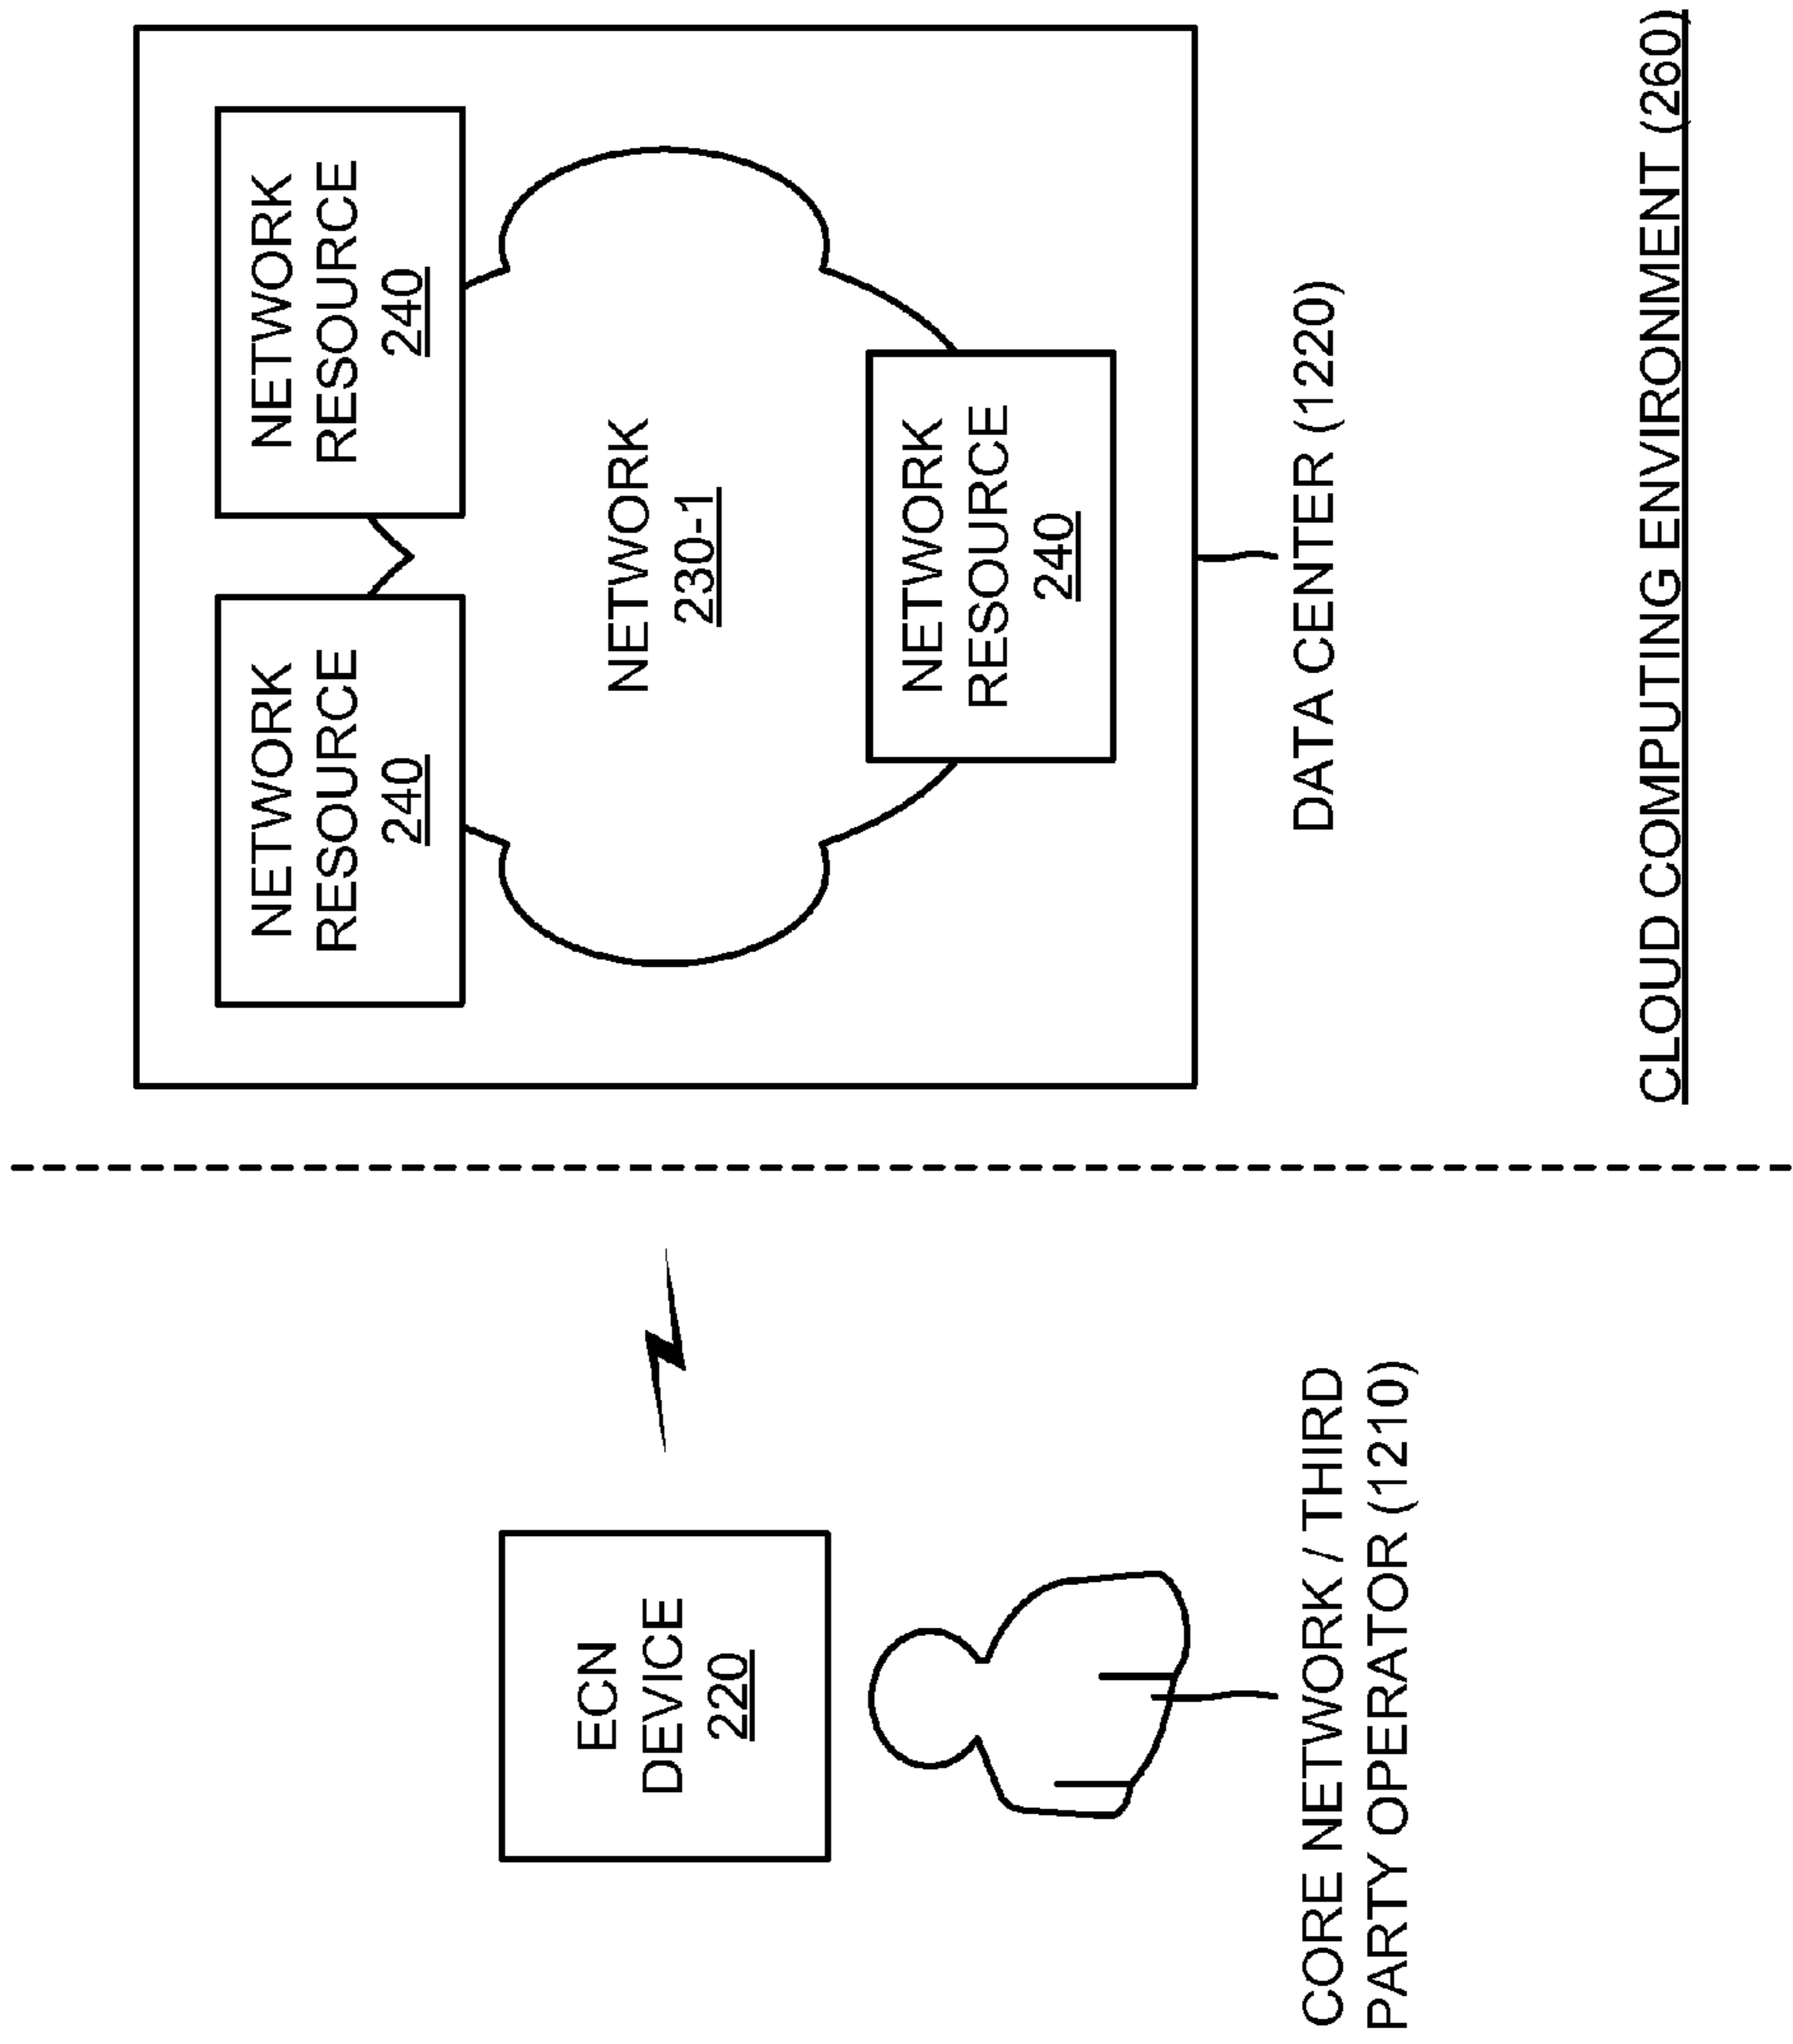 ECN
DEVICE
220
CORE NETWORK / THIRD
PARTY OPERATOR (1210)
NETWORK
RESOURCE
240
NETWORK
RESOURCE
240
NETWORK
230-1
NETWORK
RESOURCE
240
DATA CENTER (1220)
CLOUD COMPUTING ENVIRONMENT (260)